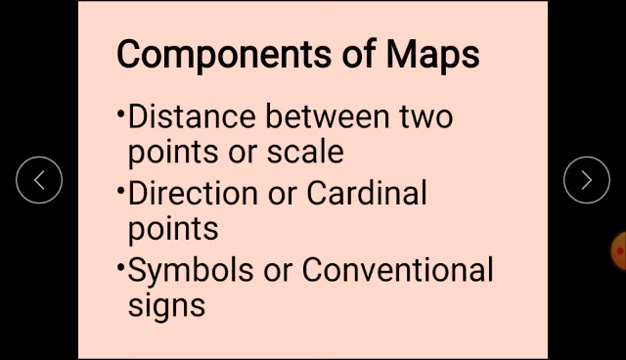 Components of Maps
•Distance between two
points or scale
•Direction or Cardinal
points
•Symbols or Conventional
signs